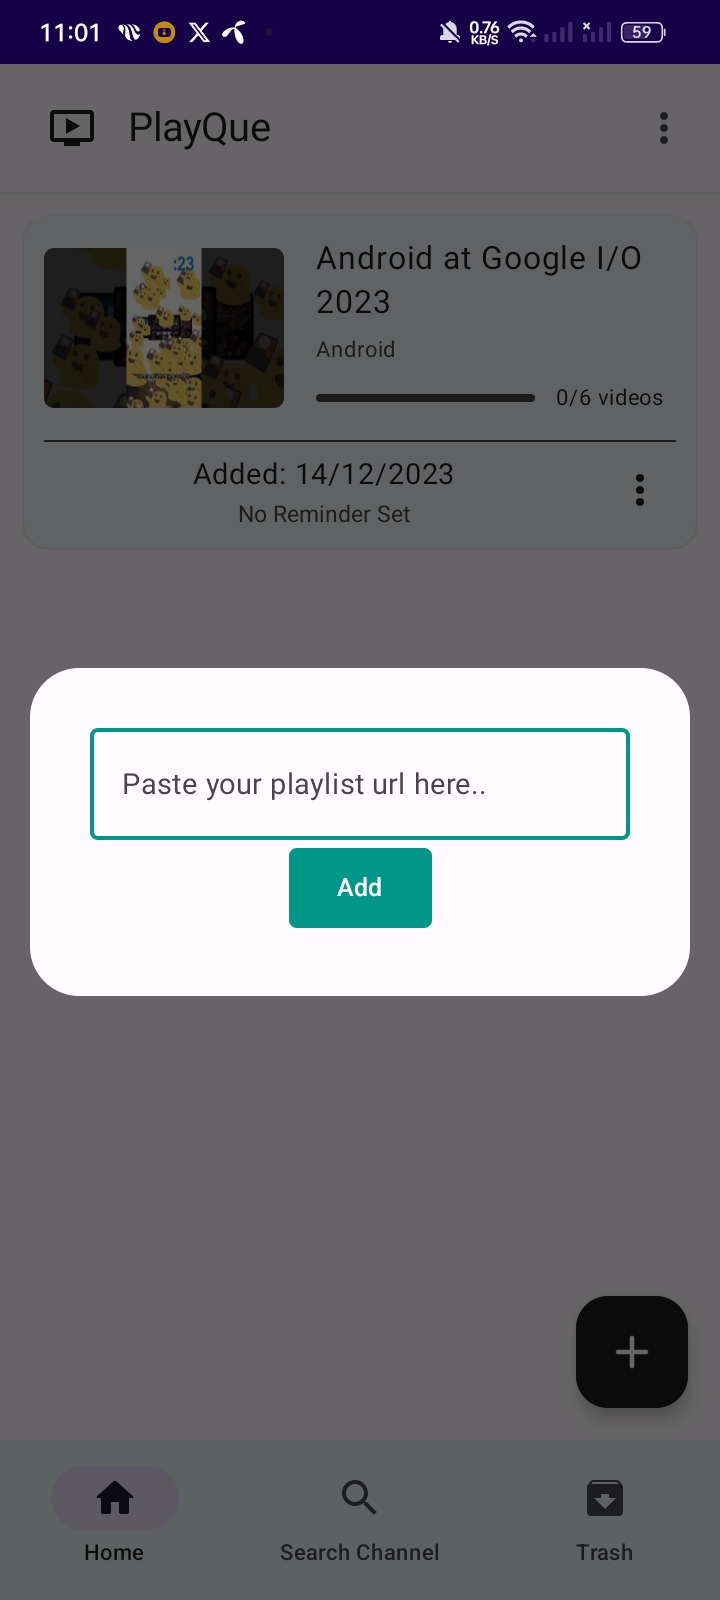 11:01
0.76
KB/S
59
PlayQue
:23
Android at Google I/O
2023
Android
0/6 videos
Added: 14/12/2023
No Reminder Set
Paste your playlist url here..
Add
Home
Search Channel
Trash